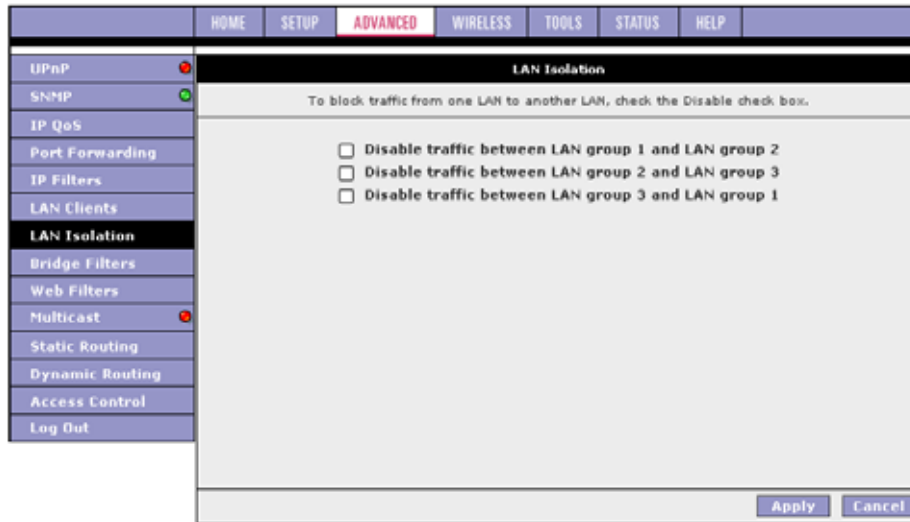 HOME SETUP ADVANCED WIRELESS TOOLS STATUS HELP
UPnP
SNMP
IP QoS
Port Forwarding
IP Filters
LAN Clients
LAN Isolation
Bridge Filters
Web Filters
Multicast
Static Routing
Dynamic Routing
Access Control
Log Out
LAN Isolation
To block traffic from one LAN to another LAN, check the Disable check box.
Disable traffic between LAN group 1 and LAN group 2
Disable traffic between LAN group 2 and LAN group 3
Disable traffic between LAN group 3 and LAN group 1
Apply Cancel